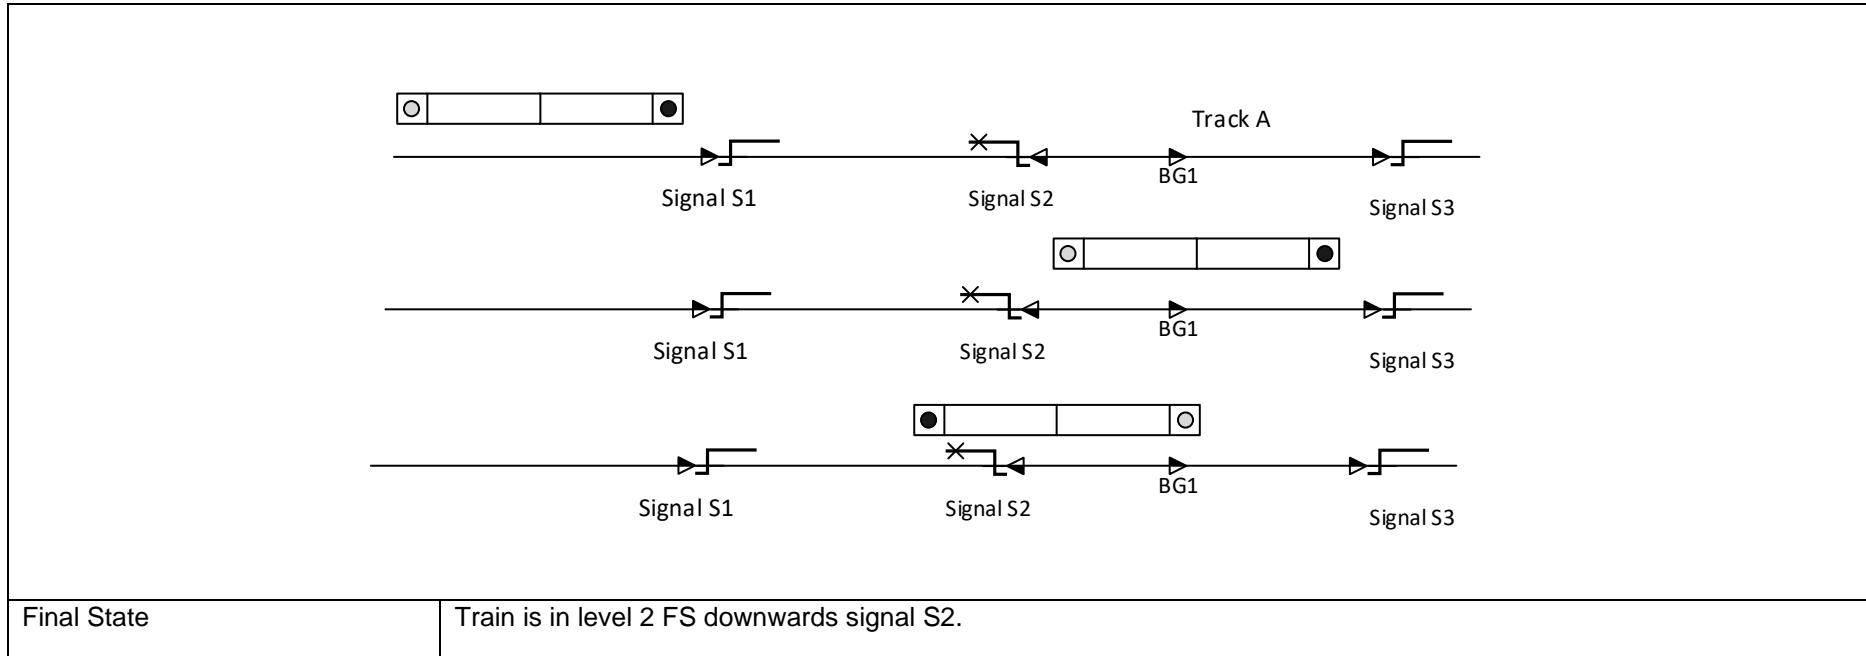 Track A
BG1
Signal S1
Signal S2
Signal S3
BG1
Signal S1
Signal S2
Signal S3
BG1
Signal S1
Signal S2
Signal S3
Final State
Train is in level 2 FS downwards signal S2.